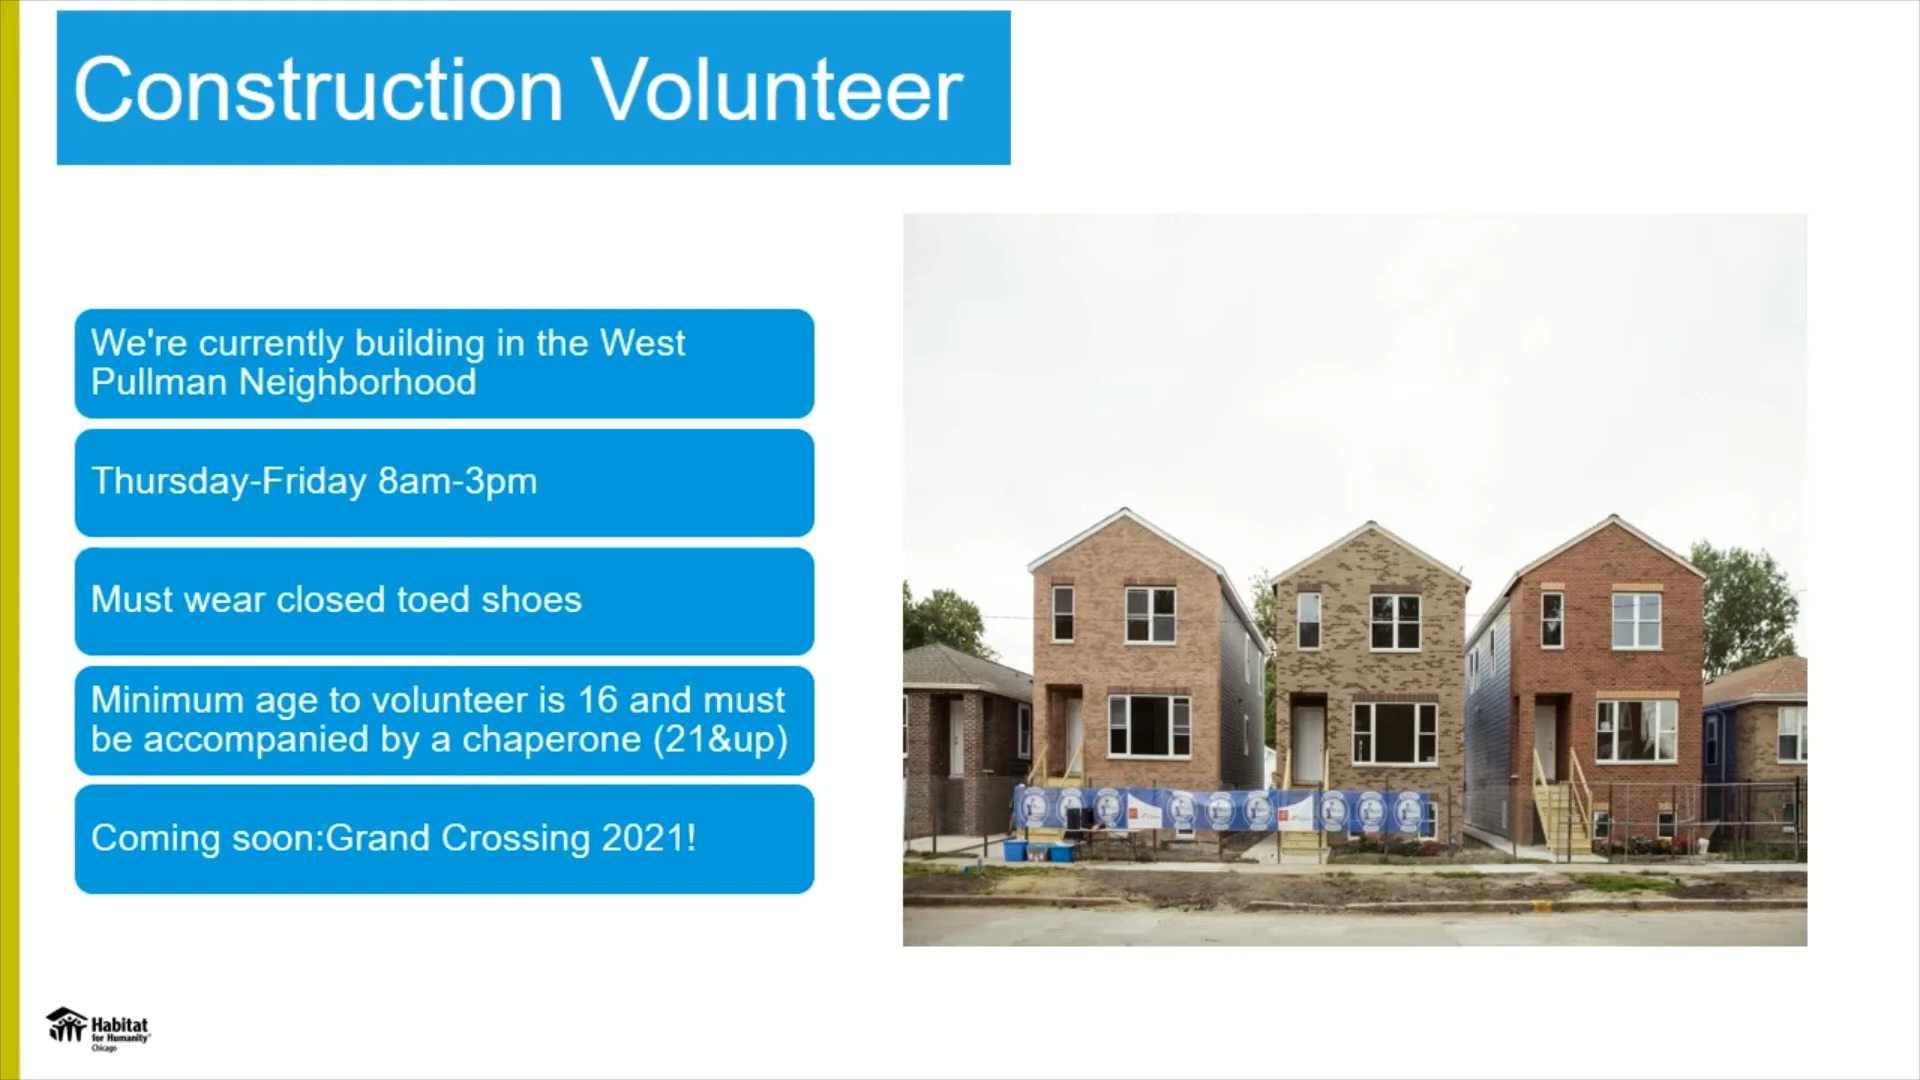 Construction Volunteer
We're currently building in the West
Pullman Neighborhood
Thursday-Friday 8am-3pm
Must wear closed toed shoes
Minimum age to volunteer is 16 and must
be accompanied by a chaperone (21&up)
Coming soon:Grand Crossing 2021!
Habitat
for Humanity
Chicago